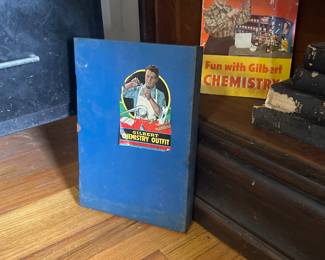 Fun with Gilbert
CHEMISTRY
GILBERT
CHEMISTRY OUTFIT